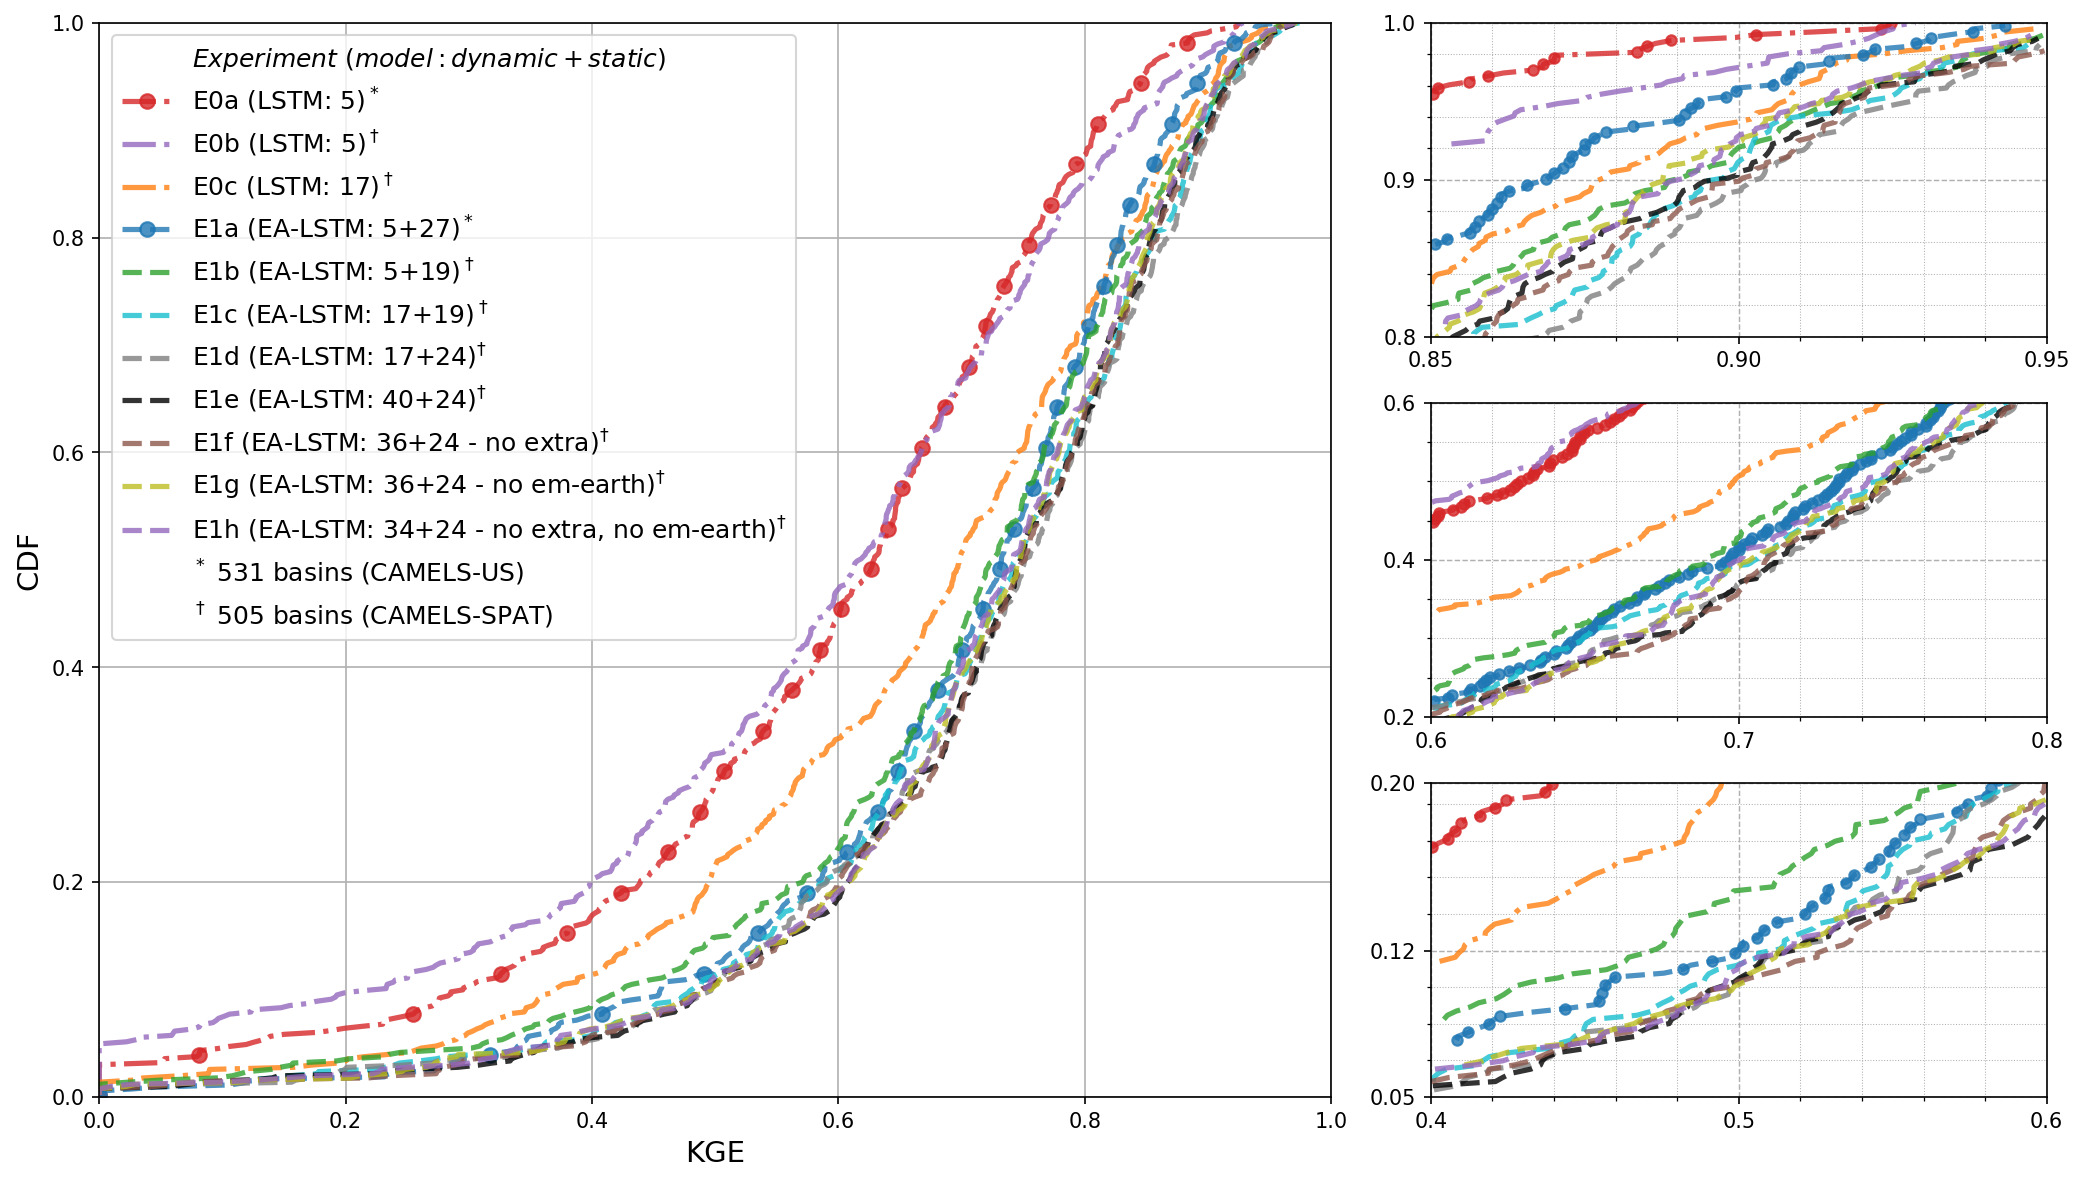 Experiment (model: dynamic + static)
E0a (LSTM: 5)*
E0b (LSTM: 5)†
E0c (LSTM: 17)†
E1a (EA-LSTM: 5+27)*
E1b (EA-LSTM: 5+19)†
E1c (EA-LSTM: 17+19)†
E1d (EA-LSTM: 17+24)†
E1e (EA-LSTM: 40+24)†
E1f (EA-LSTM: 36+24 - no extra)†
E1g (EA-LSTM: 36+24 - no em-earth)†
E1h (EA-LSTM: 34+24 - no extra, no em-earth)†
* 531 basins (CAMELS-US)
† 505 basins (CAMELS-SPAT)
CDF
1.0
0.8
0.6
0.4
0.2
0.0
0.0 0.2 0.4 0.6 0.8 1.0
KGE
1.0
0.9
0.8
0.85 0.90 0.95
0.6
0.4
0.2
0.6 0.7 0.8
0.20
0.12
0.05
0.4 0.5 0.6